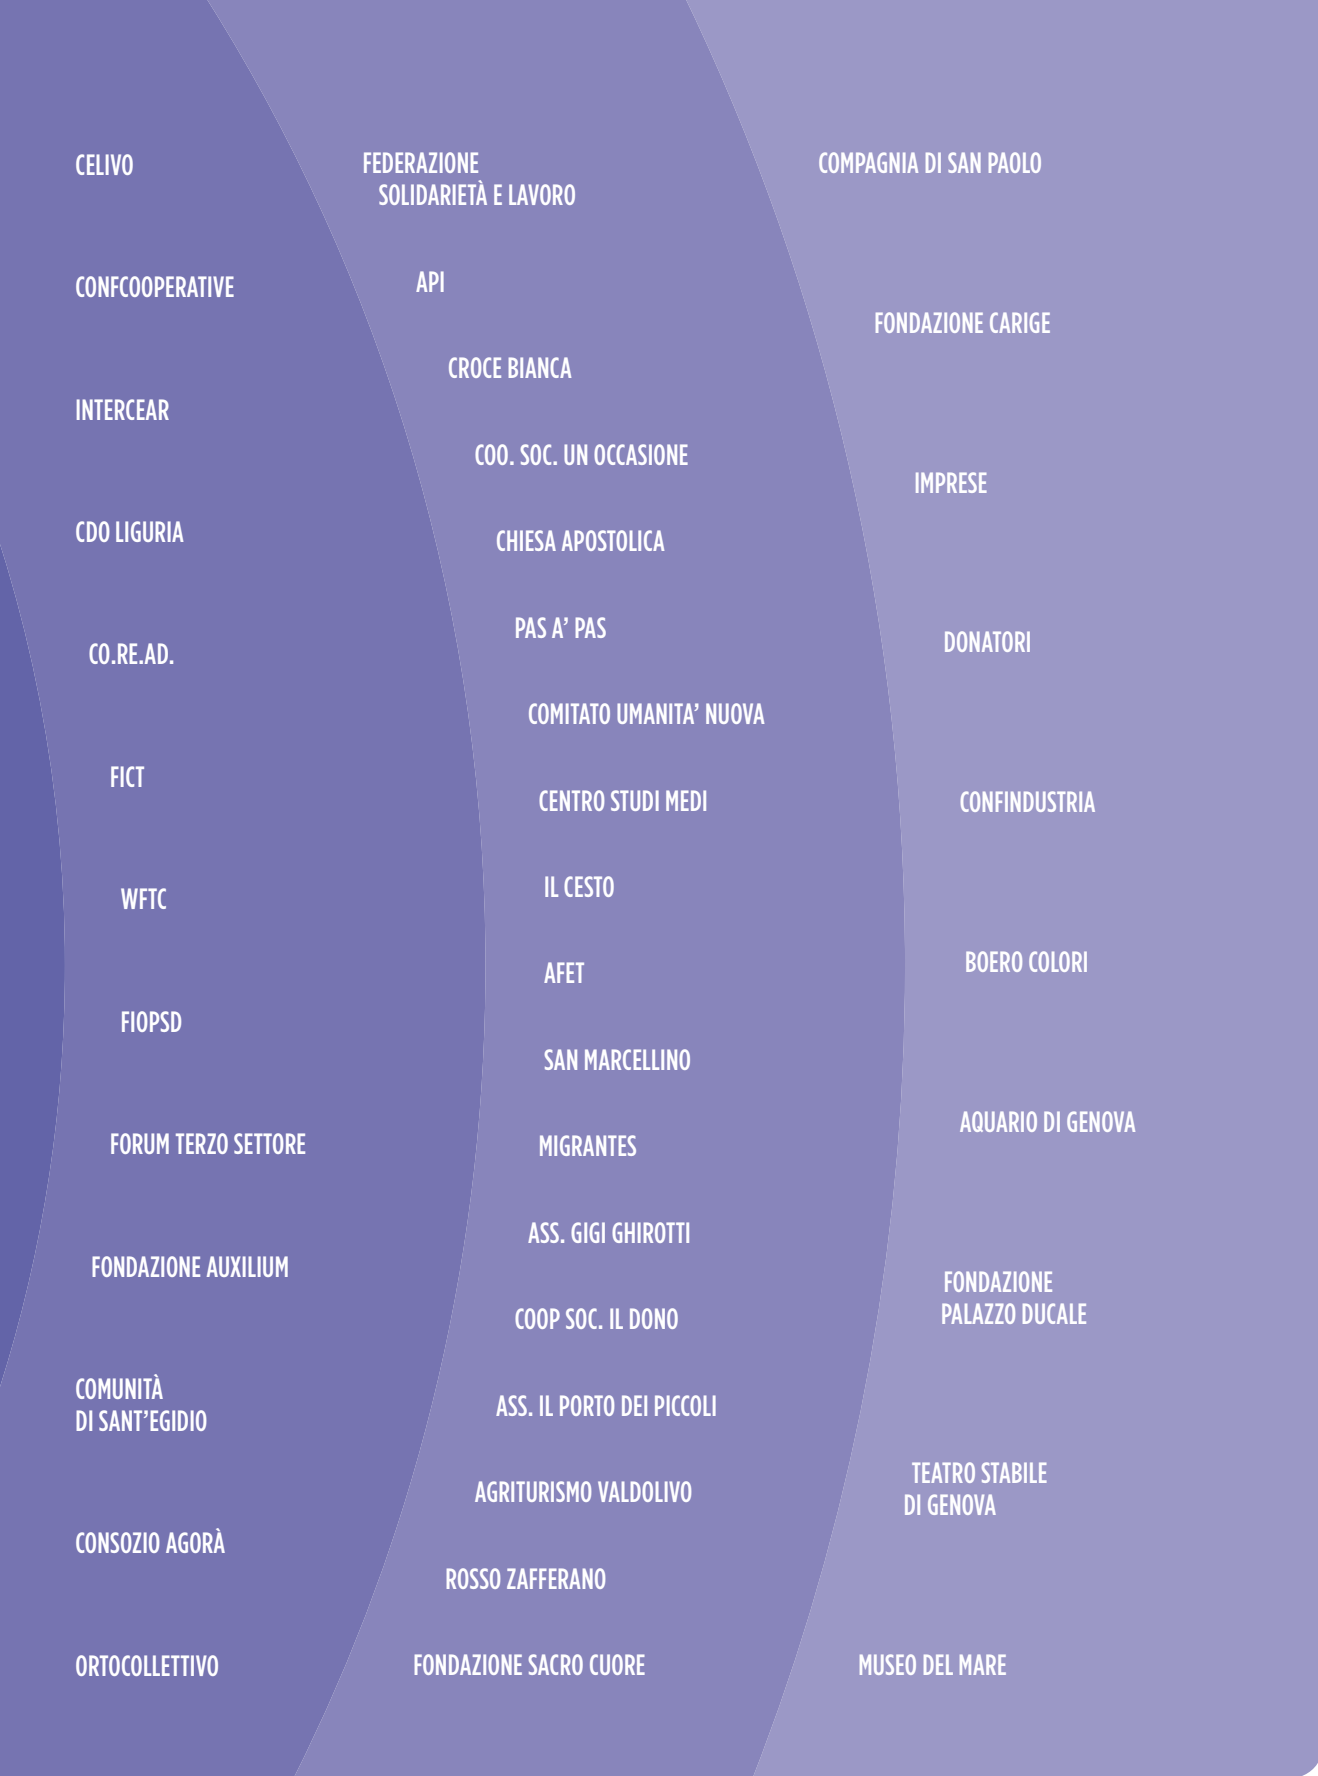 CELIVO
CONFCOOPERATIVE
INTERCEAR
CDO LIGURIA
CO.RE.AD.
FICT
WFTC
FIOPSD
FORUM TERZO SETTORE
FONDAZIONE AUXILIUM
COMUNITÀ
DI SANT’EGIDIO
CONSOZIO AGORÀ
ORTOCOLLETTIVO
FEDERAZIONE
SOLIDARIETÀ E LAVORO
API
CROCE BIANCA
COO. SOC. UN OCCASIONE
CHIESA APOSTOLICA
PAS A’ PAS
COMITATO UMANITA’ NUOVA
CENTRO STUDI MEDI
IL CESTO
AFET
SAN MARCELLINO
MIGRANTES
ASS. GIGI GHIROTTI
COOP SOC. IL DONO
ASS. IL PORTO DEI PICCOLI
AGRITURISMO VALDOLIVO
ROSSO ZAFFERANO
FONDAZIONE SACRO CUORE
COMPAGNIA DI SAN PAOLO
FONDAZIONE CARIGE
IMPRESE
DONATORI
CONFINDUSTRIA
BOERO COLORI
AQUARIO DI GENOVA
FONDAZIONE
PALAZZO DUCALE
TEATRO STABILE
DI GENOVA
MUSEO DEL MARE